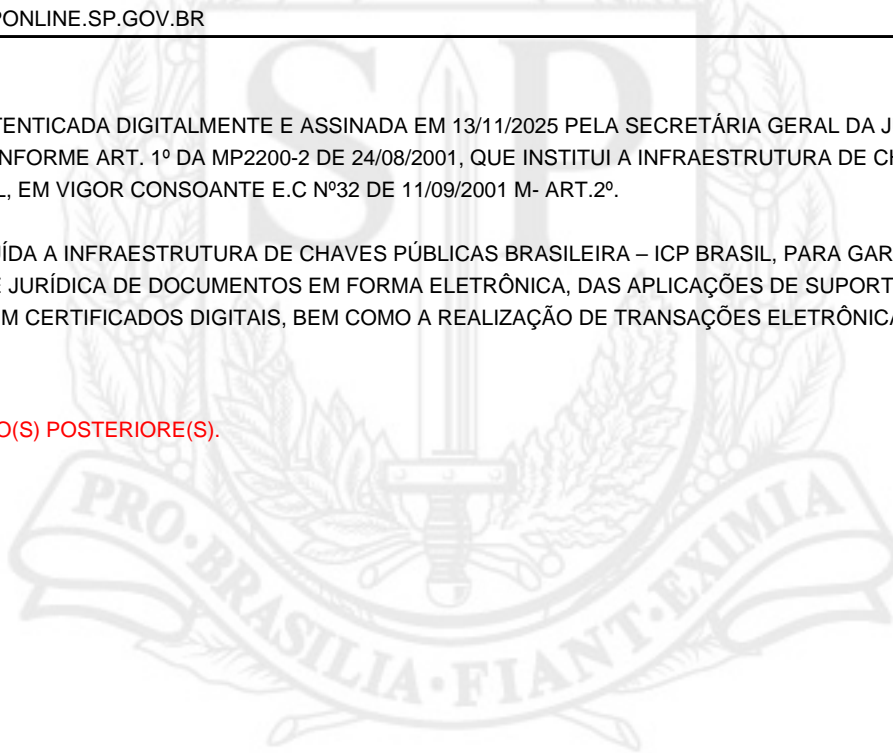 PONLINE.SP.GOV.BR
TENTICADA DIGITALMENTE E ASSINADA EM 13/11/2025 PELA SECRETÁRIA GERAL DA J
NFORME ART. 1º DA MP2200-2 DE 24/08/2001, QUE INSTITUI A INFRAESTRUTURA DE CH
L, EM VIGOR CONSOANTE E.C Nº32 DE 11/09/2001 M- ART.2º.
UÍDA A INFRAESTRUTURA DE CHAVES PÚBLICAS BRASILEIRA – ICP BRASIL, PARA GAR
E JURÍDICA DE DOCUMENTOS EM FORMA ELETRÔNICA, DAS APLICAÇÕES DE SUPORT
EM CERTIFICADOS DIGITAIS, BEM COMO A REALIZAÇÃO DE TRANSAÇÕES ELETRÔNICA
O(S) POSTERIORE(S).
SP
PRO·BRASILIA·FIANT·EXIMIA